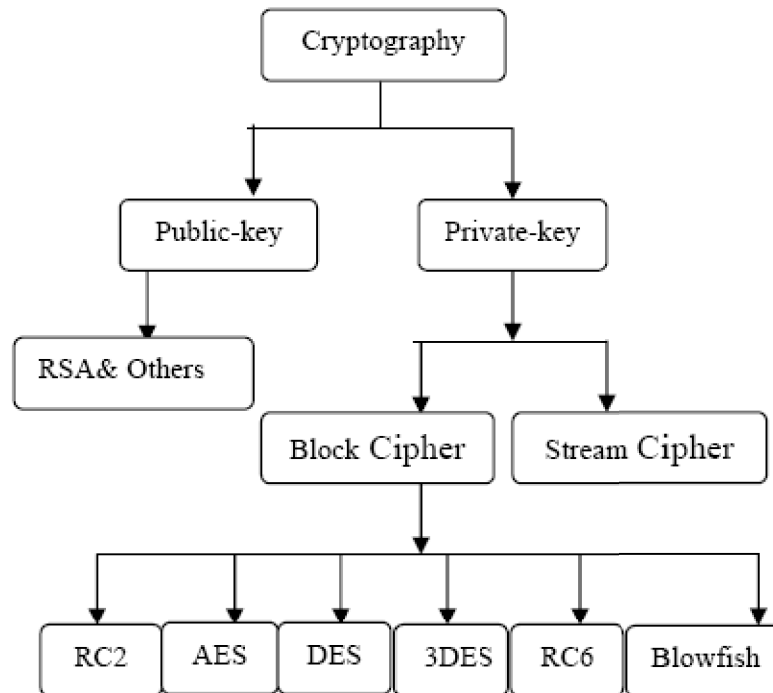 Cryptography
Public-key
Private-key
RSA& Others
Block Cipher
Stream Cipher
RC2
AES
DES
3DES
RC6
Blowfish